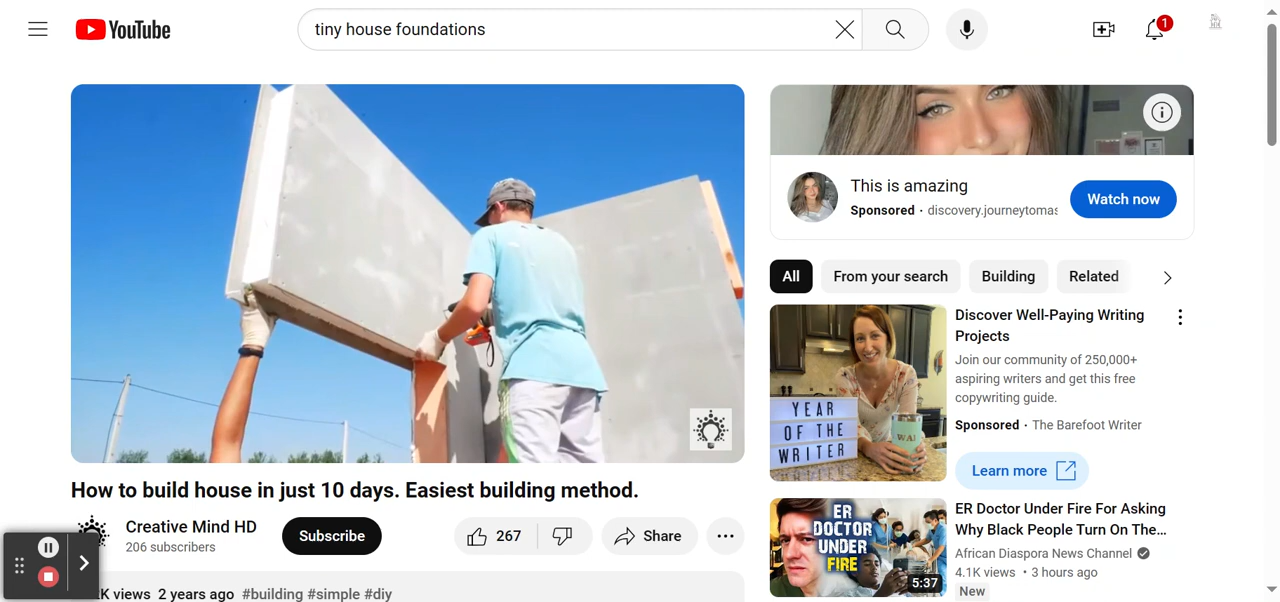 YouTube
tiny house foundations
1
This is amazing
Sponsored · discovery.journeytomas
Watch now
All
From your search
Building
Related
Discover Well-Paying Writing
Projects
Join our community of 250,000+
aspiring writers and get this free
copywriting guide.
Sponsored · The Barefoot Writer
Learn more
YEAR
OF THE
WRITER
WAI
How to build house in just 10 days. Easiest building method.
Creative Mind HD
206 subscribers
Subscribe
267
Share
K views 2 years ago #building #simple #diy
ER
DOCTOR
UNDER
FIRE
5:37
ER Doctor Under Fire For Asking
Why Black People Turn On The...
African Diaspora News Channel
4.1K views • 3 hours ago
New